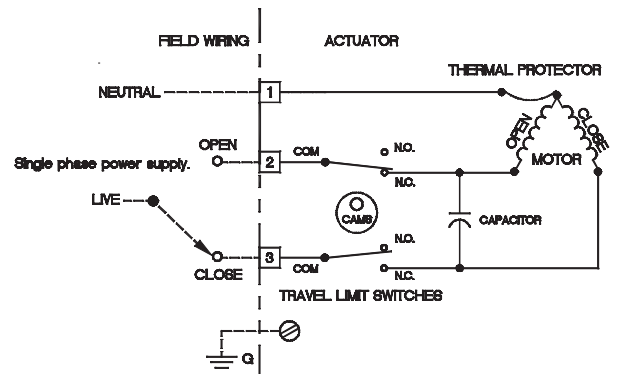 FIELD WIRING
ACTUATOR
THERMAL PROTECTOR
NEUTRAL
1
OPEN
CLOSE
MOTOR
OPEN
2
COM
N.O.
N.O.
Single phase power supply.
LIVE
CAMS
CAPACITOR
3
COM
N.O.
N.C.
CLOSE
TRAVEL LIMIT SWITCHES
G